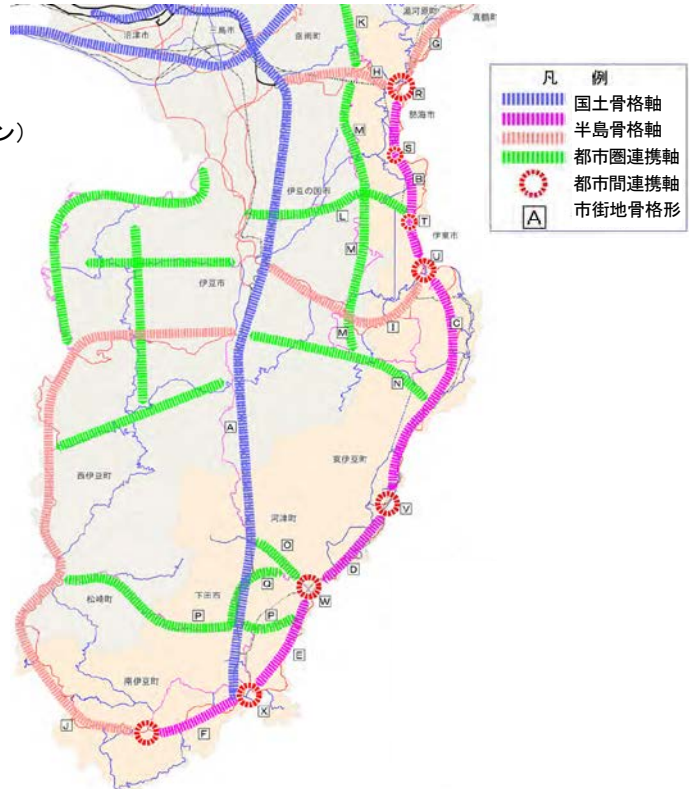 ン)
凡 例
国土骨格軸
半島骨格軸
都市圏連携軸
都市間連携軸
市街地骨格形
A
湯河原町
真鶴町
沼津市
三島市
函南町
K
G
H
R
熱海市
M
S
B
伊豆の国市
L
T
M
伊東市
U
伊豆市
I
C
M
N
A
東伊豆町
西伊豆町
V
河津町
O
D
Q
W
松崎町
下田市
P
P
E
南伊豆町
X
J
F